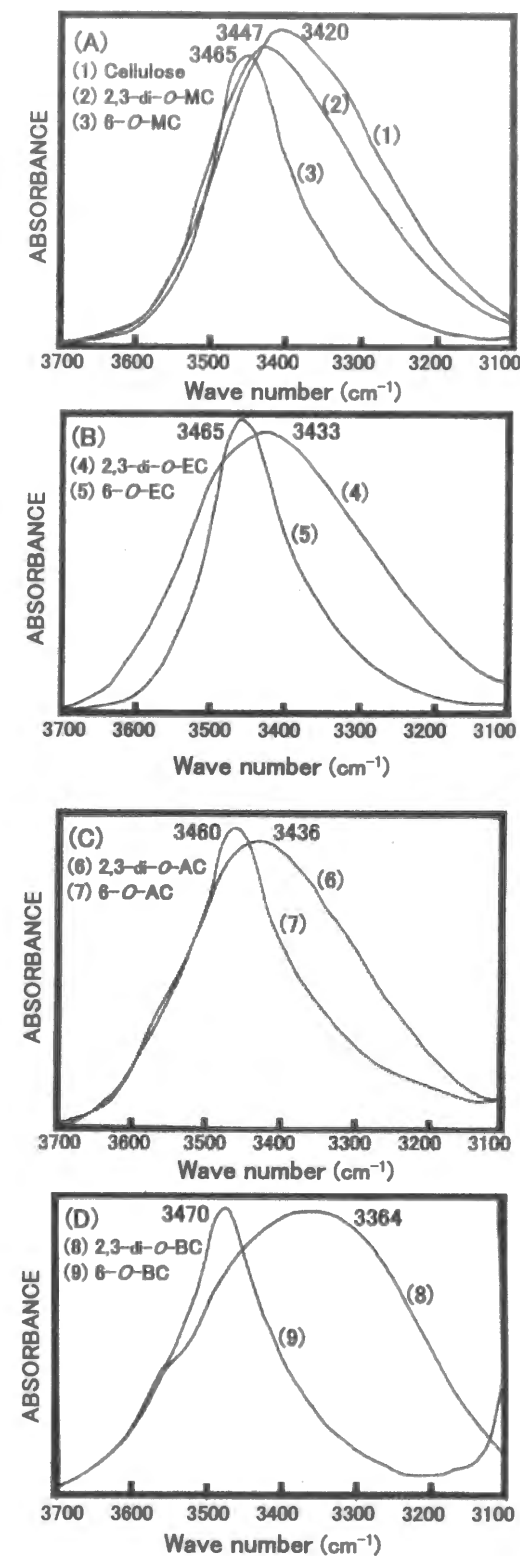 (A)
3447 3420
3465
(1) Cellulose
(2) 2,3-di-O-MC
(3) 6-O-MC
(2)
(1)
(3)
ABSORBANCE
3700 3600 3500 3400 3300 3200 3100
Wave number (cm⁻¹)
(B)
3465 3433
(4) 2,3-di-O-EC
(5) 6-O-EC
(4)
(5)
ABSORBANCE
3700 3600 3500 3400 3300 3200 3100
Wave number (cm⁻¹)
(C)
3460 3436
(6) 2,3-di-O-AC
(7) 6-O-AC
(6)
(7)
ABSORBANCE
3700 3600 3500 3400 3300 3200 3100
Wave number (cm⁻¹)
(D)
3470 3364
(8) 2,3-di-O-BC
(9) 6-O-BC
(8)
(9)
ABSORBANCE
3700 3600 3500 3400 3300 3200 3100
Wave number (cm⁻¹)